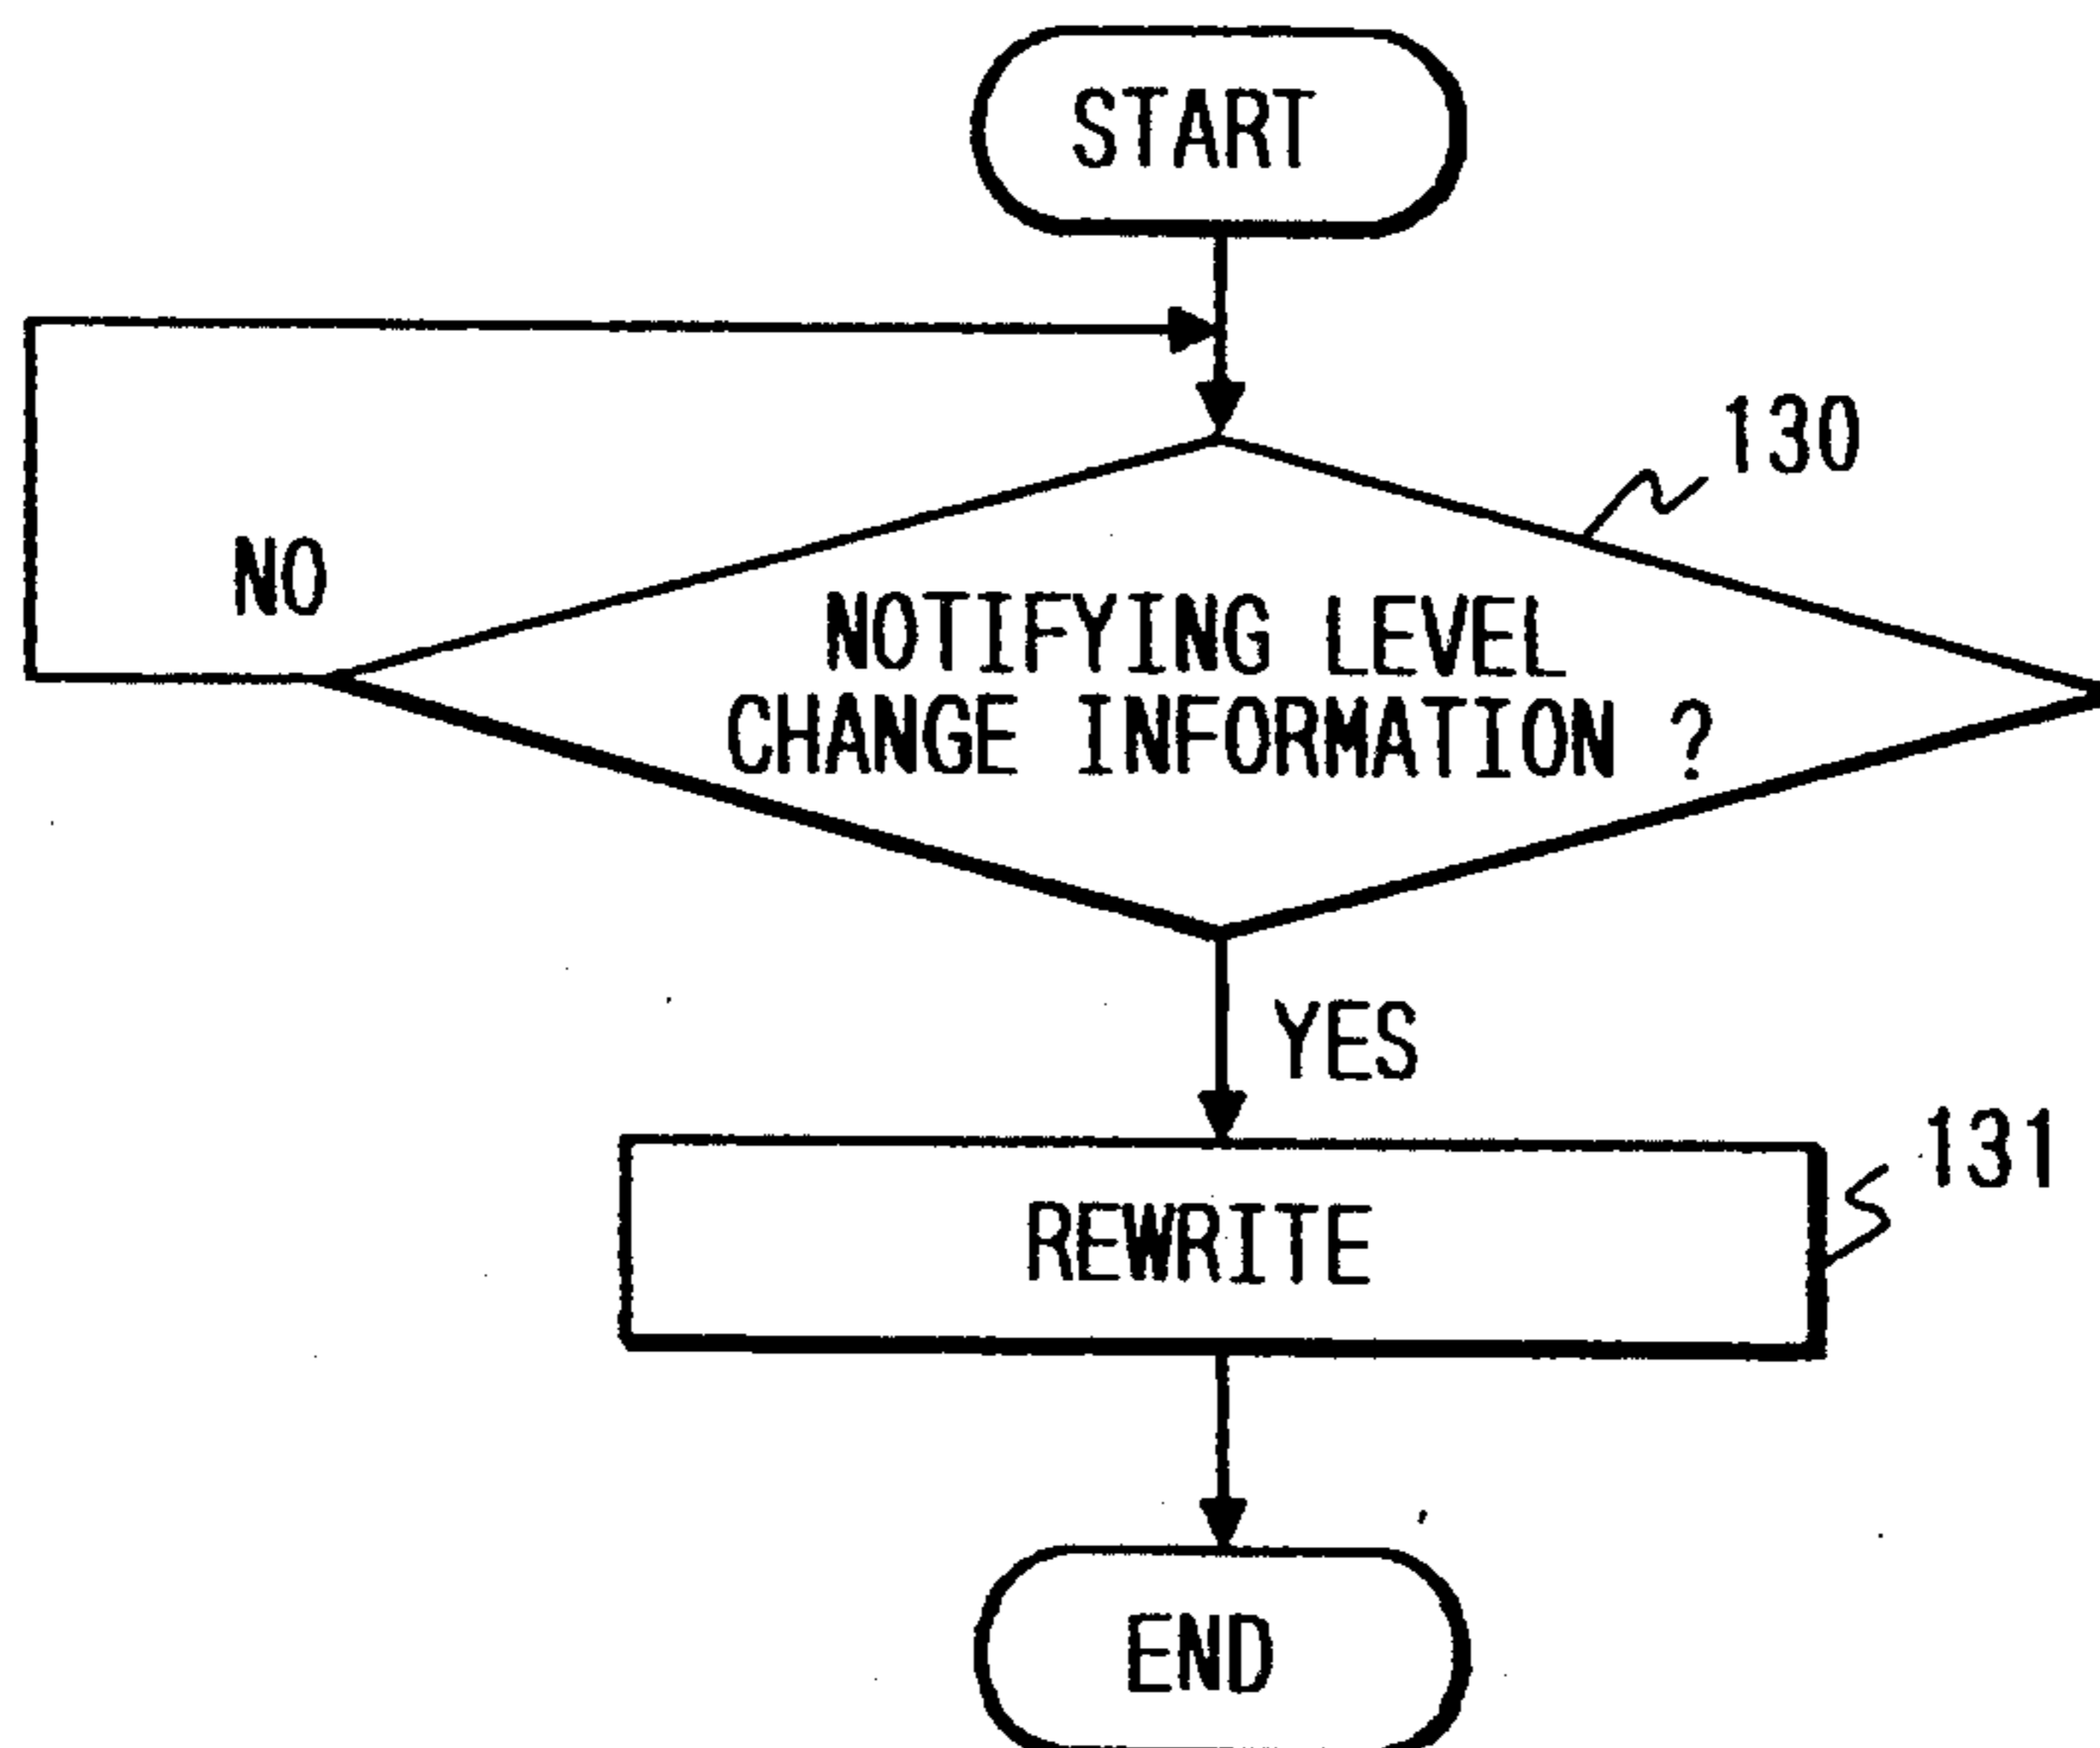 START
130
NO
NOTIFYING LEVEL
CHANGE INFORMATION ?
YES
131
REWRITE
END